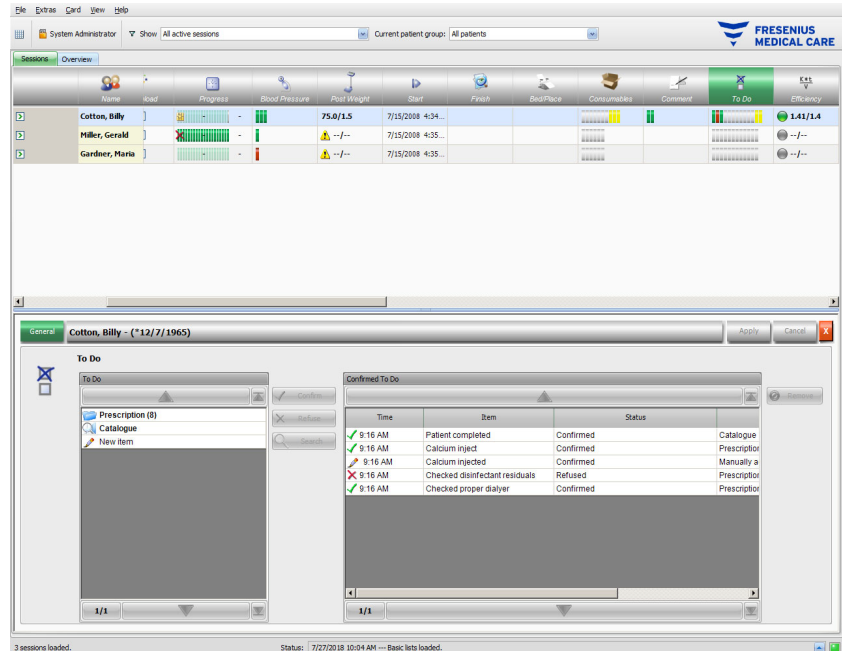 File Extras Card View Help
System Administrator Show All active sessions Current patient group: All patients
FRESENIUS
MEDICAL CARE
Sessions Overview
Name load Progress Blood Pressure Post Weight Start Finish Bed/Place Consumables Comment To Do Efficiency
Cotton, Billy - 75.0/1.5 7/15/2008 4:34... 1.41/1.4
Miller, Gerald - --/-- 7/15/2008 4:35... --/--
Gardner, Maria - --/-- 7/15/2008 4:35... --/--
General Cotton, Billy - (*12/7/1965) Apply Cancel X
To Do
To Do Confirmed To Do
Confirm Remove
Prescription (8) Refuse Time Item Status
Catalogue
New item Search
9:16 AM Patient completed Confirmed Catalogue
9:16 AM Calcium inject Confirmed Prescription
9:16 AM Calcium injected Confirmed Manually a
9:16 AM Checked disinfectant residuals Refused Prescription
9:16 AM Checked proper dialyer Confirmed Prescription
1/1 1/1
3 sessions loaded. Status: 7/27/2018 10:04 AM --- Basic lists loaded.